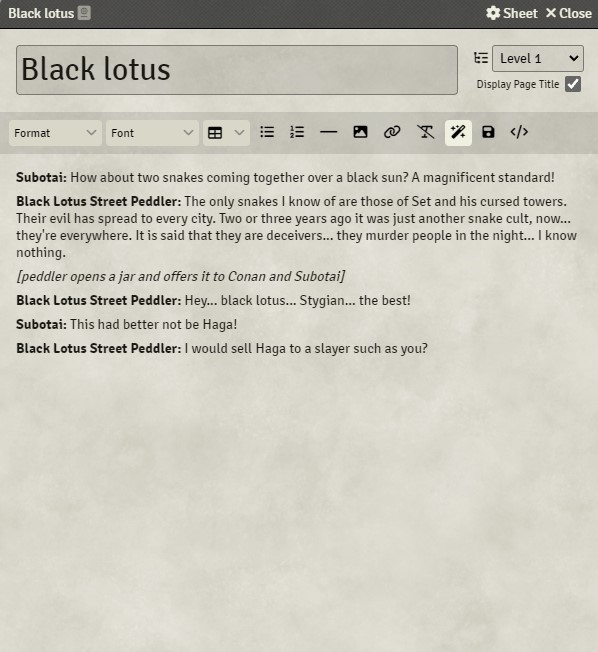 Black lotus Sheet Close
Black lotus
Level 1
Display Page Title
Format Font
Subotai: How about two snakes coming together over a black sun? A magnificent standard!
Black Lotus Street Peddler: The only snakes I know of are those of Set and his cursed towers.
Their evil has spread to every city. Two or three years ago it was just another snake cult, now...
they're everywhere. It is said that they are deceivers... they murder people in the night... I know
nothing.
[peddler opens a jar and offers it to Conan and Subotai]
Black Lotus Street Peddler: Hey... black lotus... Stygian... the best!
Subotai: This had better not be Haga!
Black Lotus Street Peddler: I would sell Haga to a slayer such as you?